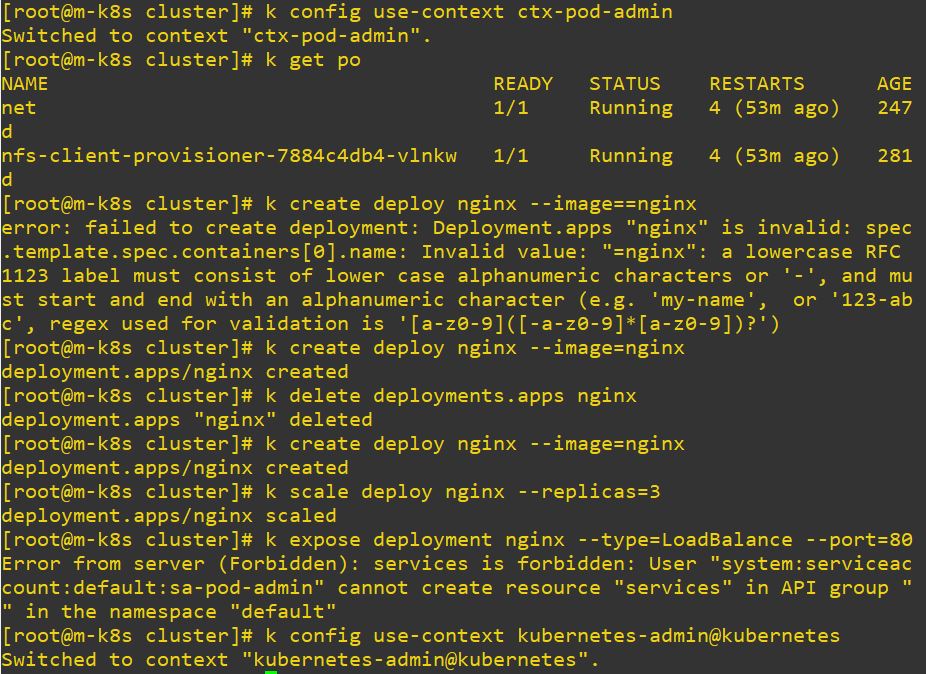 [root@m-k8s cluster]# k config use-context ctx-pod-admin
Switched to context "ctx-pod-admin".
[root@m-k8s cluster]# k get po
NAME                                     READY   STATUS    RESTARTS      AGE
net                                      1/1     Running   4 (53m ago)   247
d
nfs-client-provisioner-7884c4db4-vlnkw   1/1     Running   4 (53m ago)   281
d
[root@m-k8s cluster]# k create deploy nginx --image==nginx
error: failed to create deployment: Deployment.apps "nginx" is invalid: spec
.template.spec.containers[0].name: Invalid value: "=nginx": a lowercase RFC
1123 label must consist of lower case alphanumeric characters or '-', and mu
st start and end with an alphanumeric character (e.g. 'my-name',  or '123-ab
c', regex used for validation is '[a-z0-9]([-a-z0-9]*[a-z0-9])?')
[root@m-k8s cluster]# k create deploy nginx --image=nginx
deployment.apps/nginx created
[root@m-k8s cluster]# k delete deployments.apps nginx
deployment.apps "nginx" deleted
[root@m-k8s cluster]# k create deploy nginx --image=nginx
deployment.apps/nginx created
[root@m-k8s cluster]# k scale deploy nginx --replicas=3
deployment.apps/nginx scaled
[root@m-k8s cluster]# k expose deployment nginx --type=LoadBalance --port=80
Error from server (Forbidden): services is forbidden: User "system:serviceac
count:default:sa-pod-admin" cannot create resource "services" in API group "
" in the namespace "default"
[root@m-k8s cluster]# k config use-context kubernetes-admin@kubernetes
Switched to context "kubernetes-admin@kubernetes".